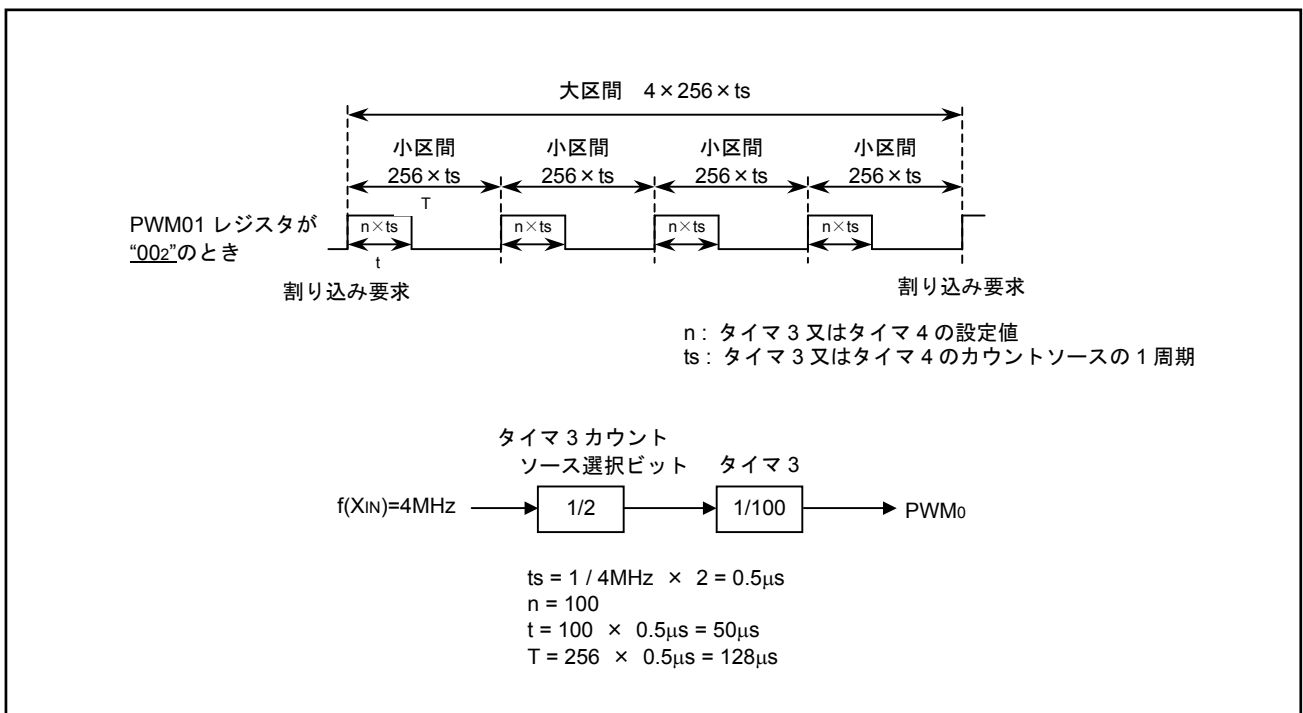 大区間 4×256×ts
小区間 小区間 小区間 小区間
256×ts 256×ts 256×ts 256×ts
T
PWM01 レジスタが
"002"のとき
n×ts n×ts n×ts n×ts
t
割り込み要求 割り込み要求
n : タイマ 3 又はタイマ 4 の設定値
ts : タイマ 3 又はタイマ 4 のカウントソースの 1 周期
タイマ 3 カウント
ソース選択ビット タイマ 3
f(XIN)=4MHz 1/2 1/100 PWM0
ts = 1 / 4MHz × 2 = 0.5μs
n = 100
t = 100 × 0.5μs = 50μs
T = 256 × 0.5μs = 128μs